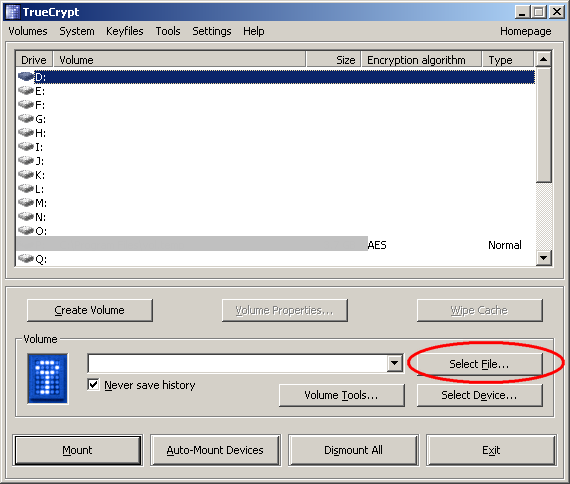 TrueCrypt
Volumes System Keyfiles Tools Settings Help Homepage
Drive Volume Size Encryption algorithm Type
D:
E:
F:
G:
H:
I:
J:
K:
L:
M:
N:
O:
AES Normal
Q:
Create Volume Volume Properties... Wipe Cache
Volume
Select File...
Never save history
Volume Tools... Select Device...
Mount Auto-Mount Devices Dismount All Exit